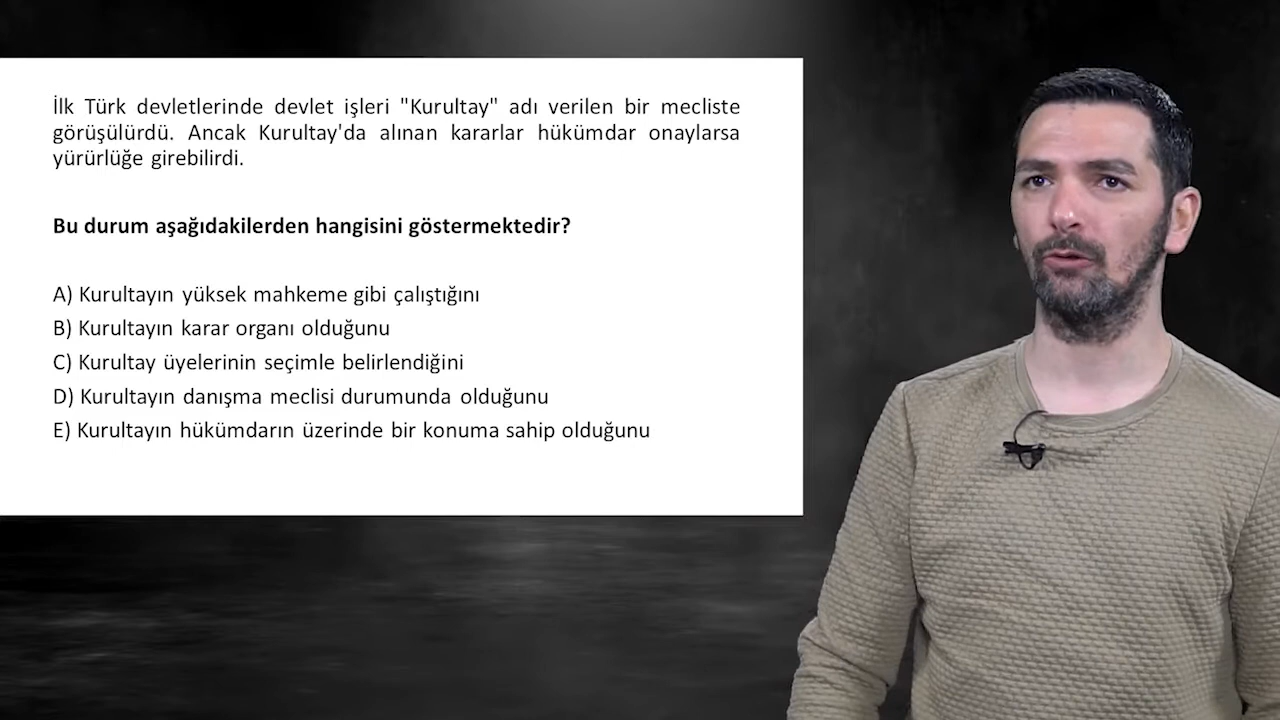 İlk Türk devletlerinde devlet işleri "Kurultay" adı verilen bir mecliste
görüşülürdü. Ancak Kurultay'da alınan kararlar hükümdar onaylarsa
yürürlüğe girebilirdi.
Bu durum aşağıdakilerden hangisini göstermektedir?
A) Kurultayın yüksek mahkeme gibi çalıştığını
B) Kurultayın karar organı olduğunu
C) Kurultay üyelerinin seçimle belirlendiğini
D) Kurultayın danışma meclisi durumunda olduğunu
E) Kurultayın hükümdarın üzerinde bir konuma sahip olduğunu